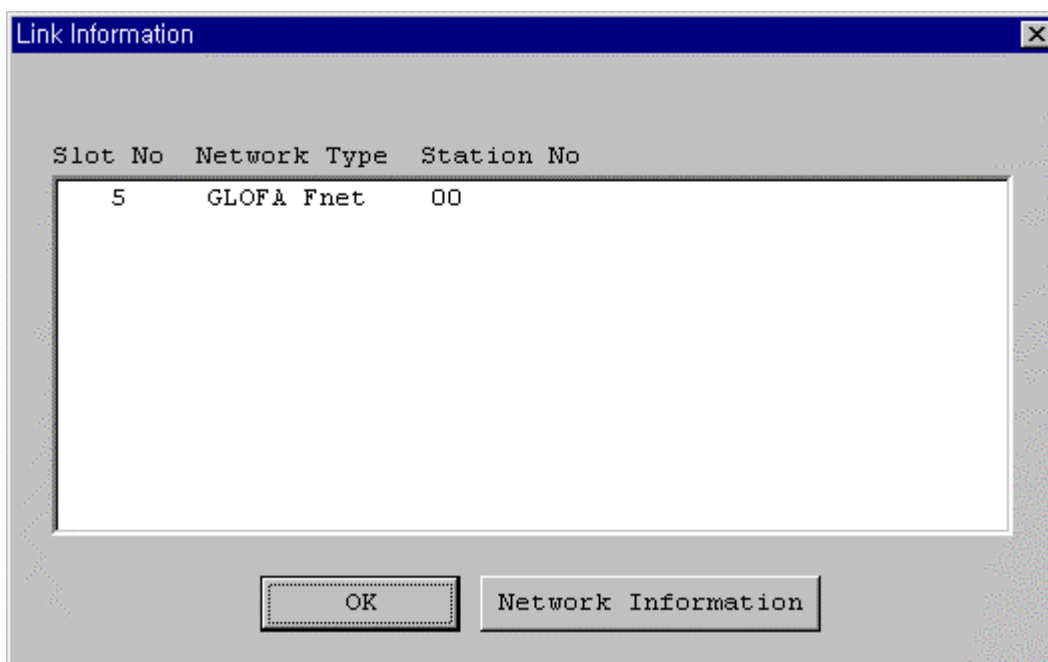 Link Information
Slot No Network Type Station No
5 GLOFA Fnet 00
OK Network Information